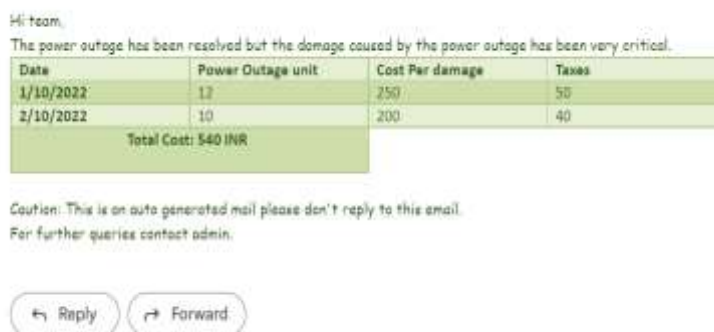 Hi team,
The power outage has been resolved but the damage caused by the power outage has been very critical.
Date Power Outage unit Cost Per damage Taxes
1/10/2022 12 250 50
2/10/2022 10 200 40
Total Cost: 540 INR
Caution: This is an auto generated mail please don't reply to this email.
For further queries contact admin.
Reply Forward